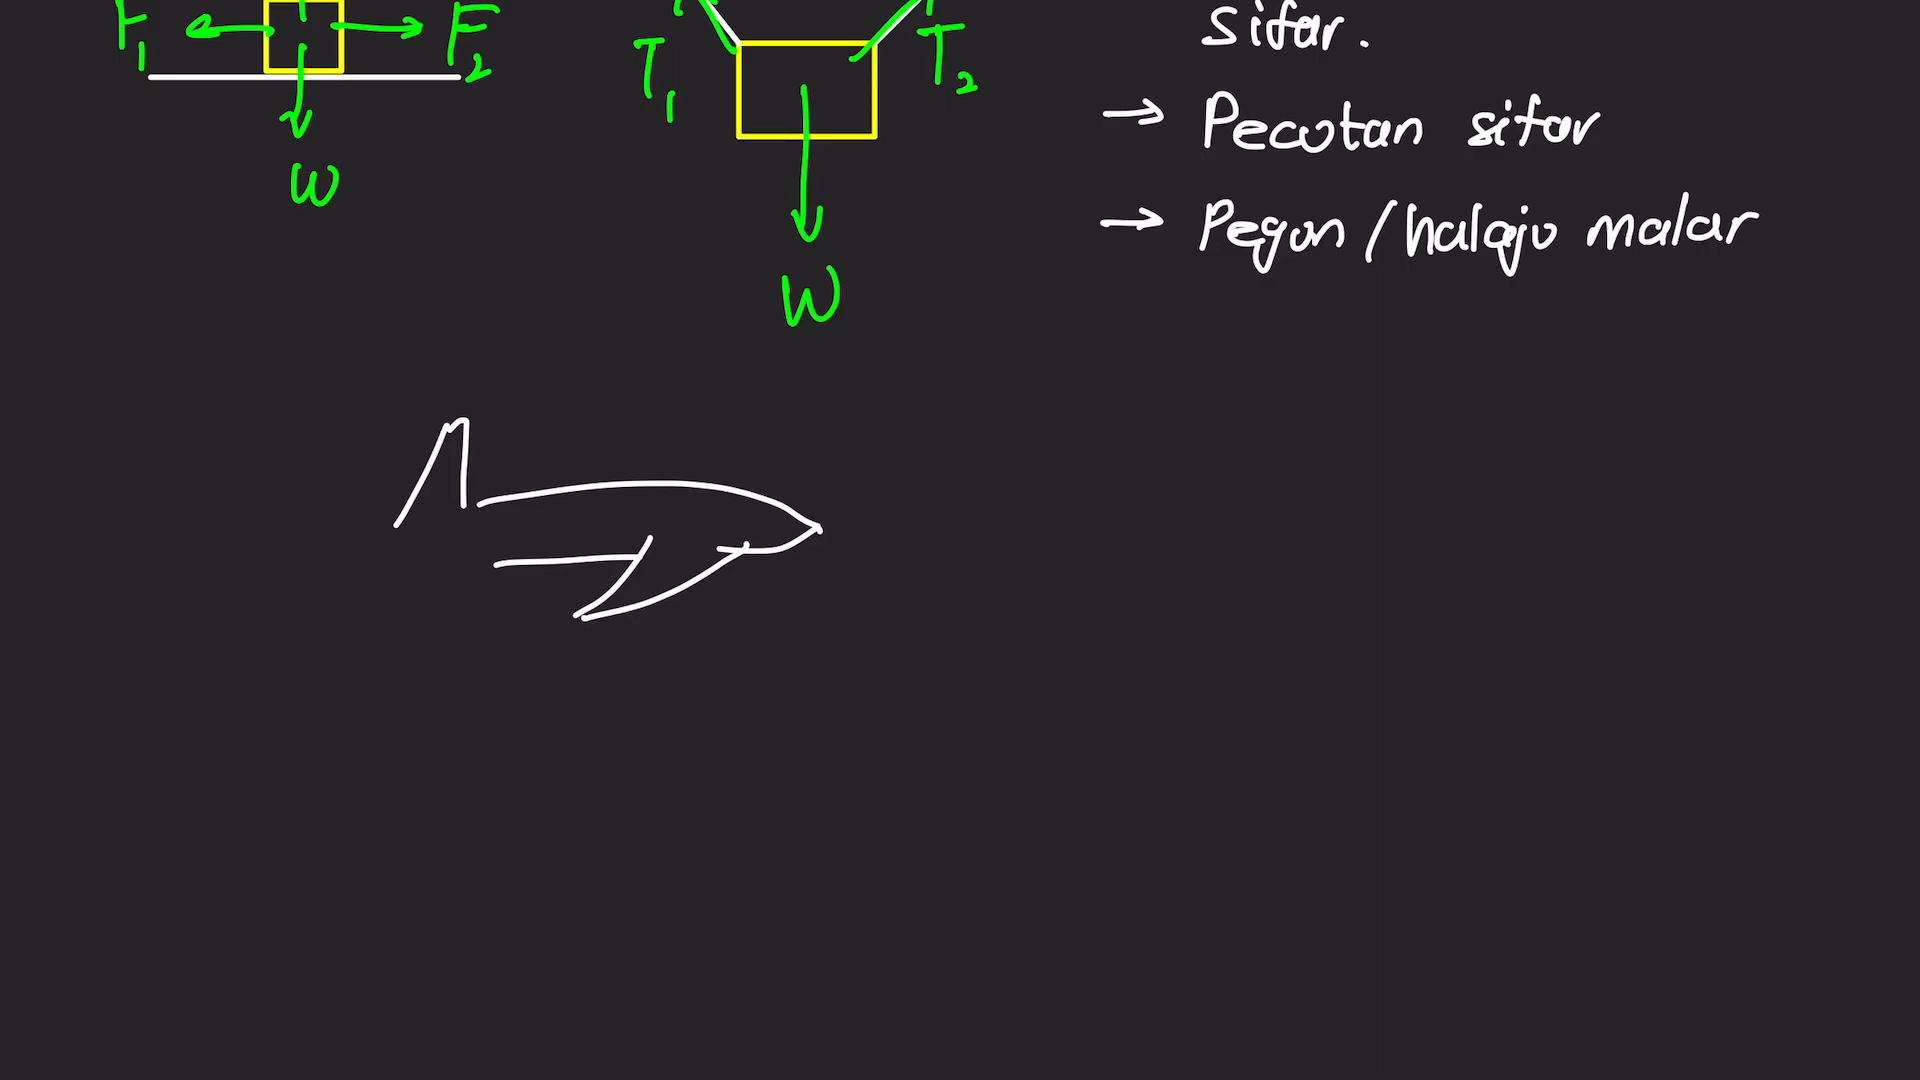 F₁ F₂
W
T₁ T₂
W
sifar.
→ Pecutan sifar
→ Pegun / halaju malar